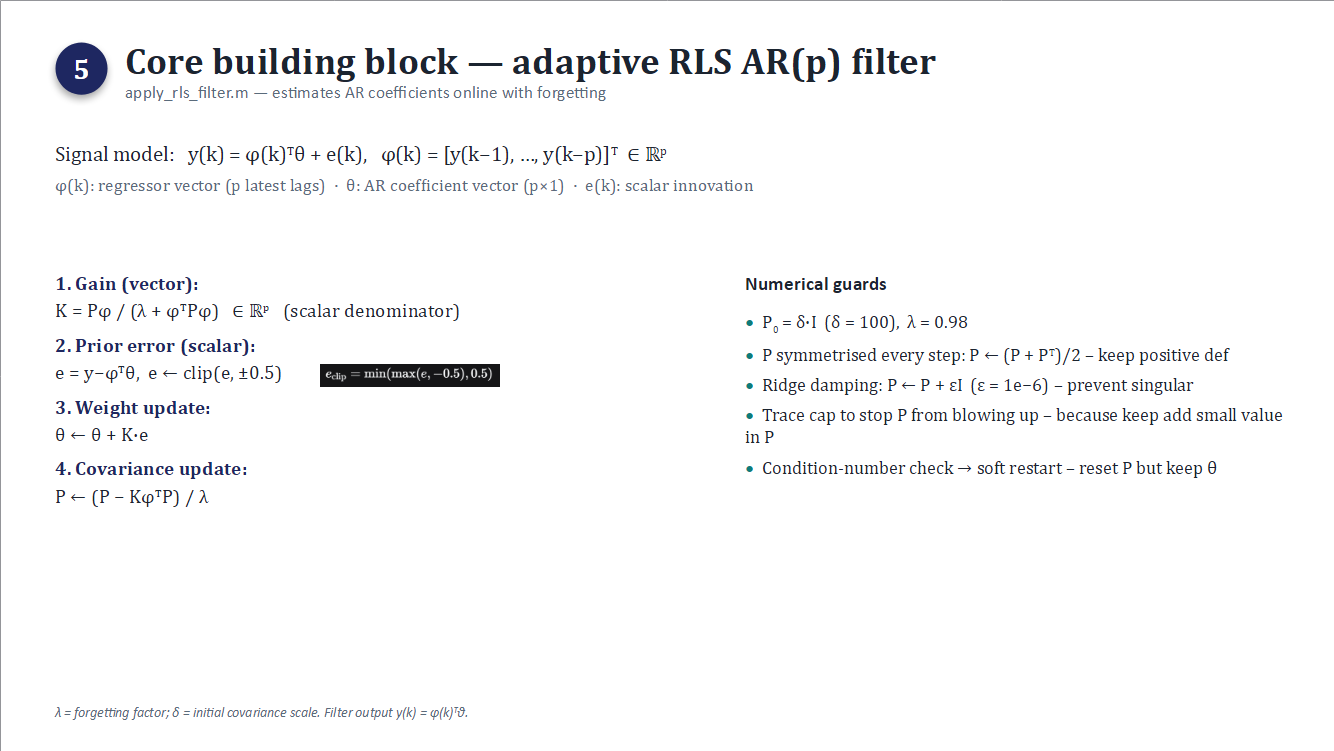 5
Core building block — adaptive RLS AR(p) filter
apply_rls_filter.m — estimates AR coefficients online with forgetting
Signal model: y(k) = φ(k)ᵀθ + e(k), φ(k) = [y(k−1), …, y(k−p)]ᵀ ∈ ℝᵖ
φ(k): regressor vector (p latest lags) · θ: AR coefficient vector (p×1) · e(k): scalar innovation
1. Gain (vector):
K = Pφ / (λ + φᵀPφ) ∈ ℝᵖ (scalar denominator)
2. Prior error (scalar):
e = y−φᵀθ, e ← clip(e, ±0.5)
e_clip = min(max(e, −0.5), 0.5)
3. Weight update:
θ ← θ + K·e
4. Covariance update:
P ← (P − KφᵀP) / λ
Numerical guards
• P₀ = δ·I (δ = 100), λ = 0.98
• P symmetrised every step: P ← (P + Pᵀ)/2 – keep positive def
• Ridge damping: P ← P + εI (ε = 1e−6) – prevent singular
• Trace cap to stop P from blowing up – because keep add small value
in P
• Condition-number check → soft restart – reset P but keep θ
λ = forgetting factor; δ = initial covariance scale. Filter output y(k) = φ(k)ᵀθ.